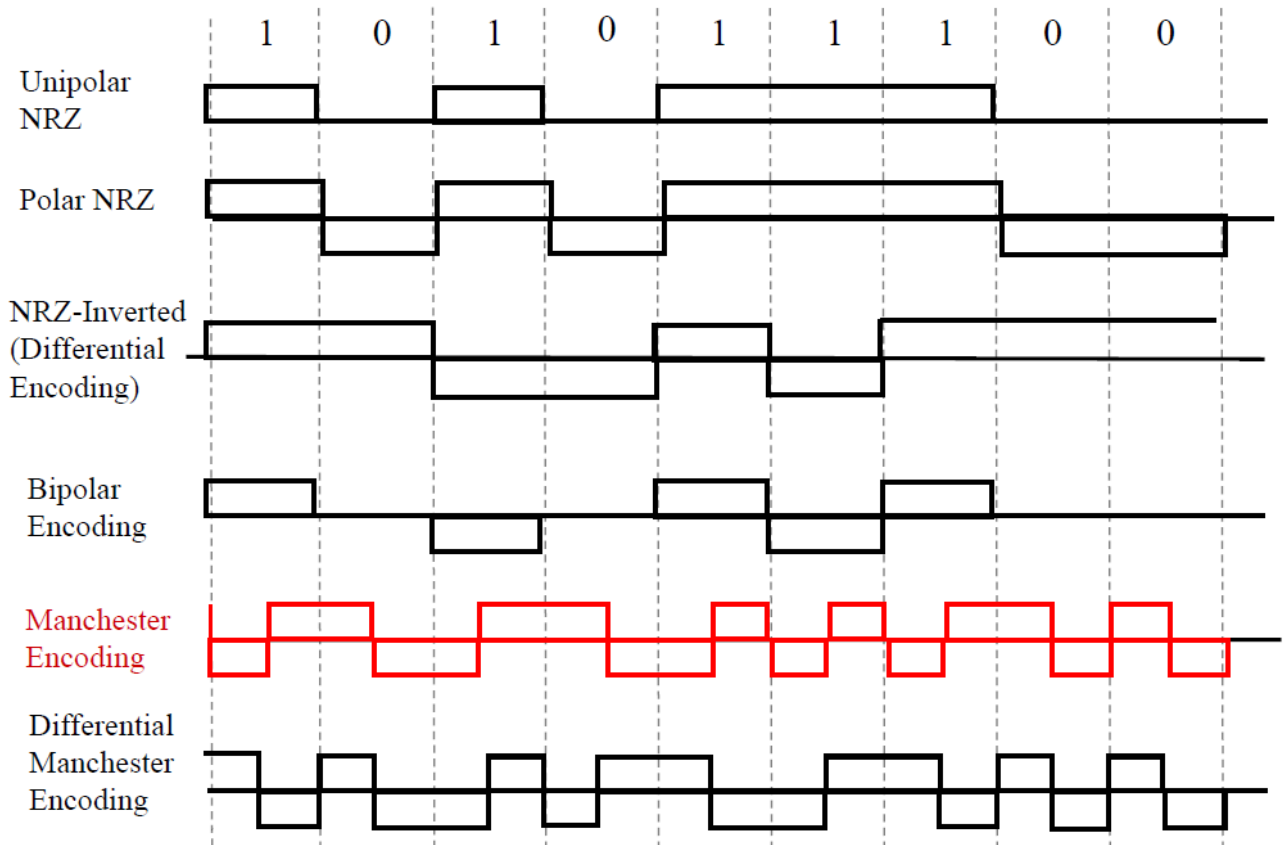 1 0 1 0 1 1 1 0 0
Unipolar
NRZ
Polar NRZ
NRZ-Inverted
(Differential
Encoding)
Bipolar
Encoding
Manchester
Encoding
Differential
Manchester
Encoding